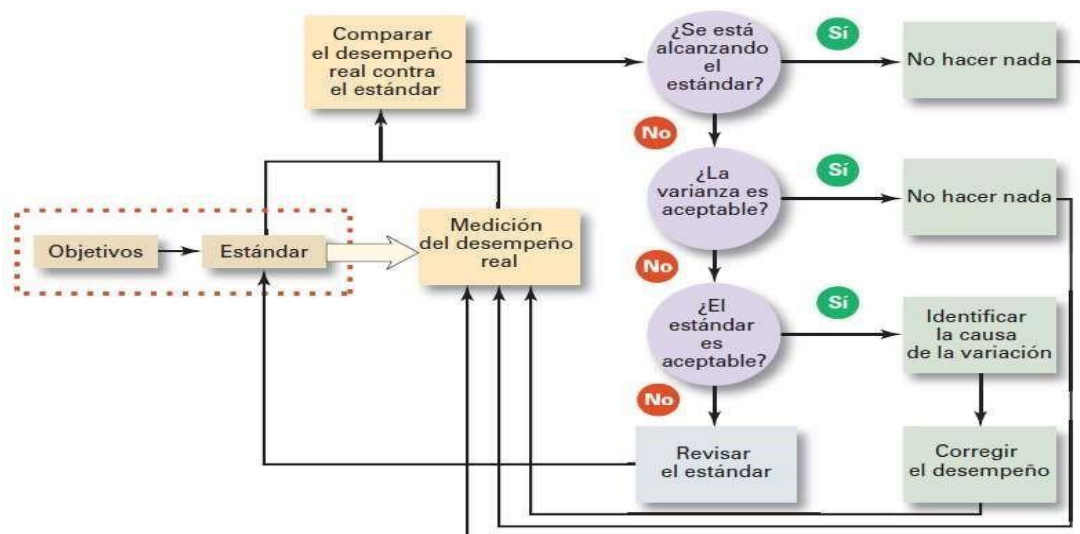 Comparar
el desempeño
real contra
el estándar
¿Se está
alcanzando
el
estándar?
Sí
No hacer nada
No
¿La
varianza es
aceptable?
Sí
No hacer nada
Objetivos
Estándar
Medición
del desempeño
real
No
¿El
estándar
es
aceptable?
Sí
Identificar
la causa
de la variación
No
Revisar
el estándar
Corregir
el desempeño